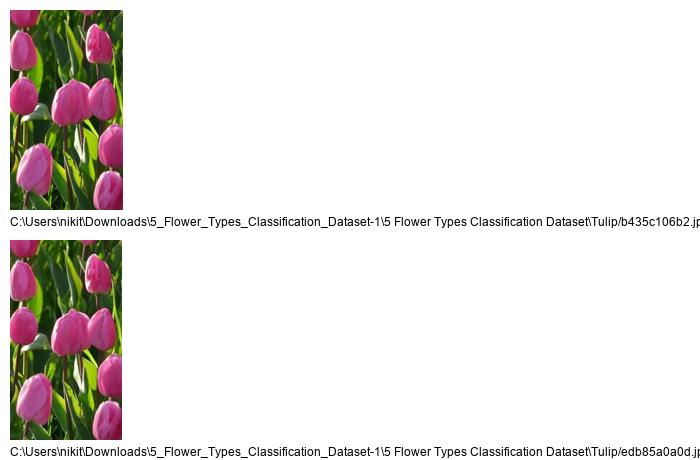 C:\Users\nikit\Downloads\5_Flower_Types_Classification_Dataset-1\5 Flower Types Classification Dataset\Tulip/b435c106b2.jp
C:\Users\nikit\Downloads\5_Flower_Types_Classification_Dataset-1\5 Flower Types Classification Dataset\Tulip/edb85a0a0d.jp